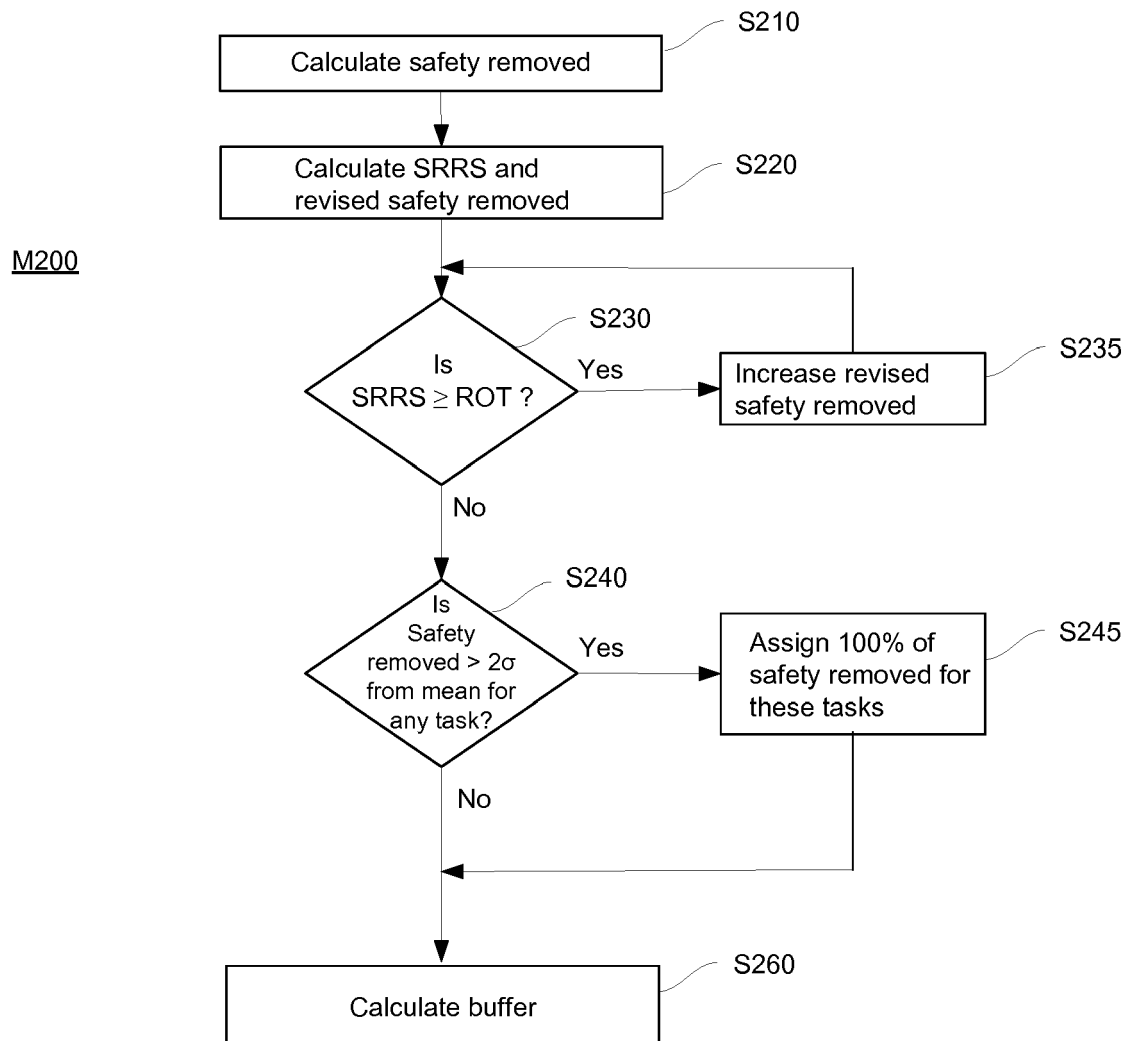 S210
Calculate safety removed
Calculate SRRS and
revised safety removed
S220
M200
S230
Is
SRRS ≥ ROT ?
Yes
S235
Increase revised
safety removed
No
S240
Is
Safety
removed > 2σ
from mean for
any task?
Yes
S245
Assign 100% of
safety removed for
these tasks
No
S260
Calculate buffer